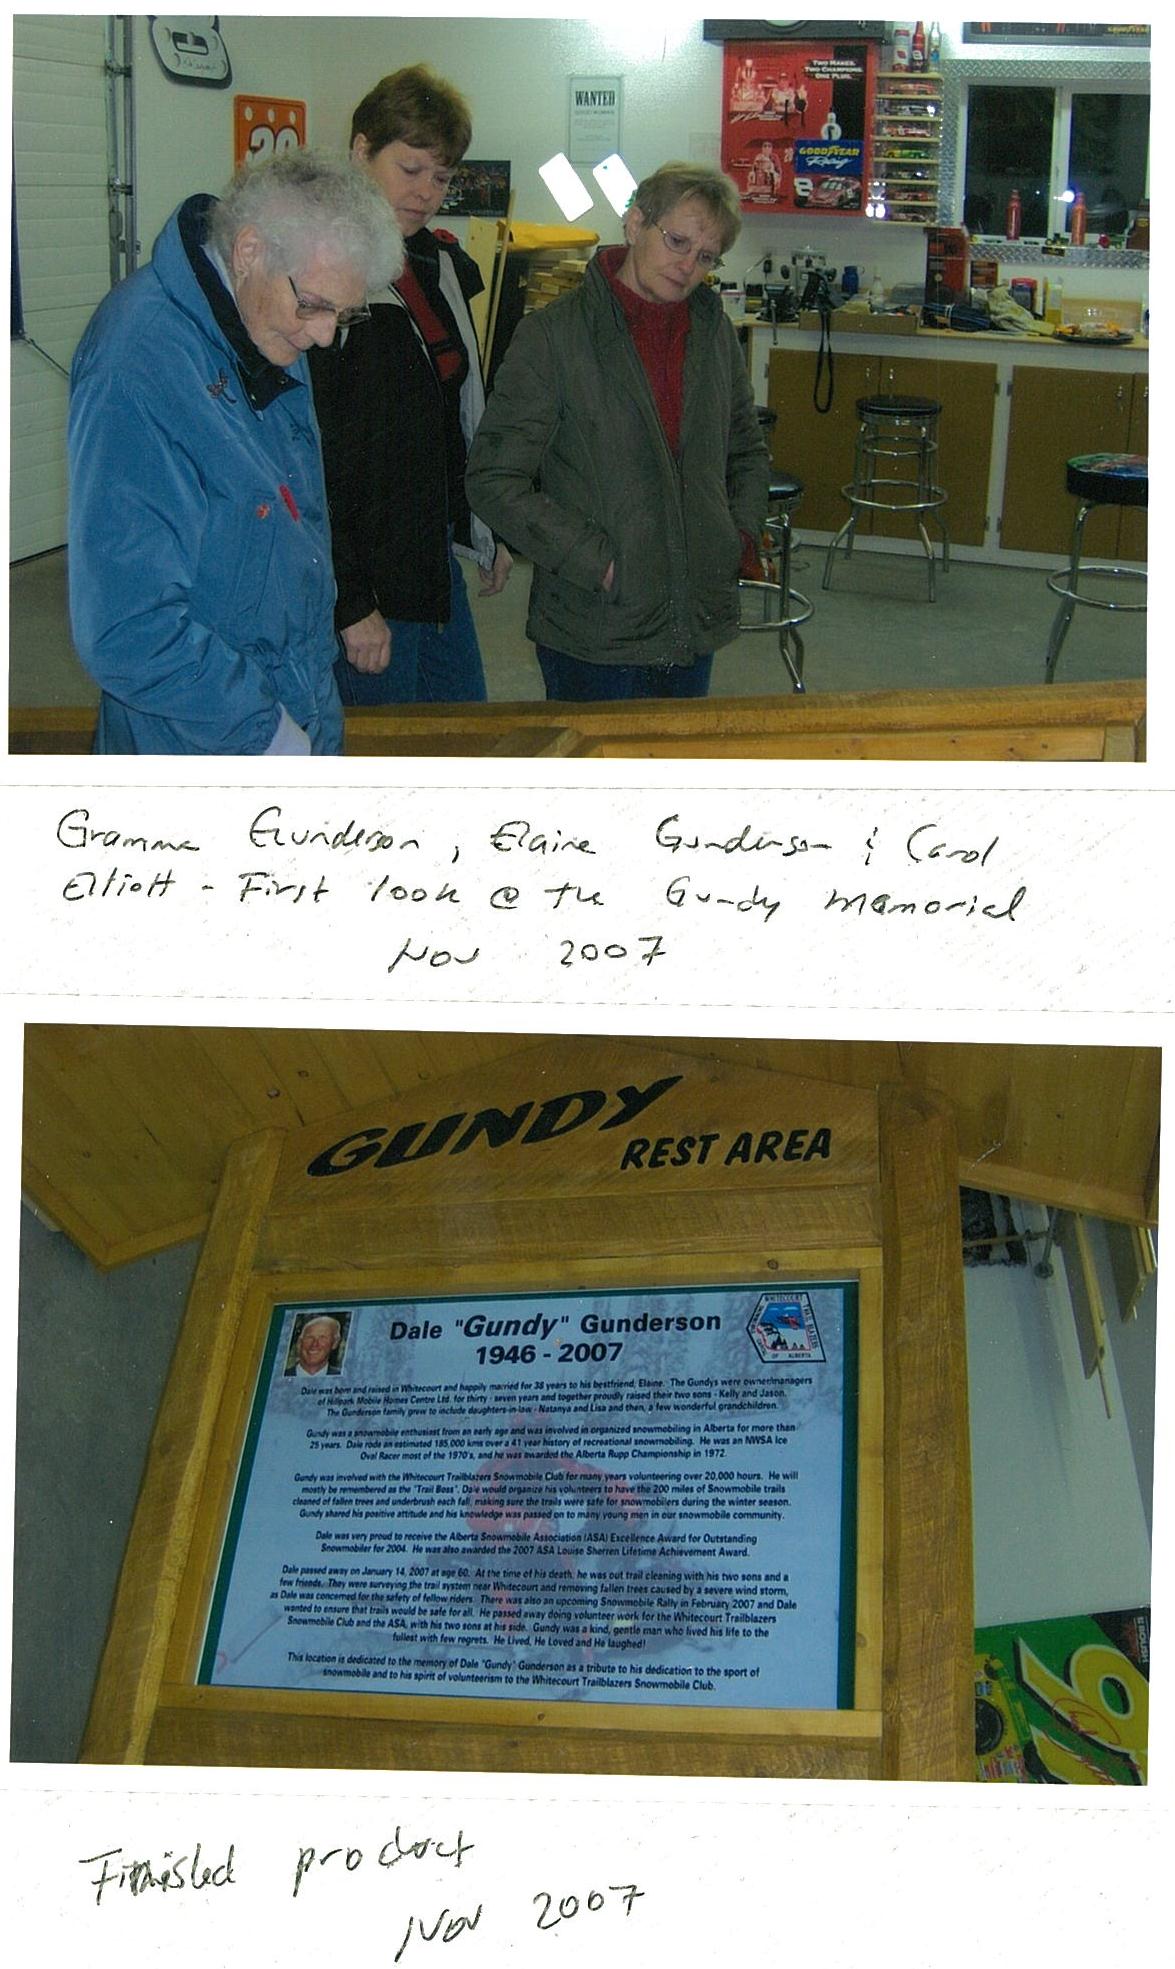 WANTED
TWO MAKES.
TWO CHAMPIONS.
ONE PLUG.
GOODYEAR
Racing
8
20
Gramma Gunderson, Elaine Gunderson & Carol
Elliott - First look @ the Gundy memorial
Nov 2007
GUNDY
REST AREA
Dale "Gundy" Gunderson
1946 - 2007
WHITECOURT
TRAILBLAZERS
OF ALBERTA
Dale was born and raised in Whitecourt and happily married for 38 years to his bestfriend, Elaine. The Gundys were owner/managers
of Hillpark Mobile Homes Centre Ltd. for thirty - seven years and together proudly raised their two sons - Kelly and Jason.
The Gunderson family grew to include daughters-in-law - Natanya and Lisa and then, a few wonderful grandchildren.
Gundy was a snowmobile enthusiast from an early age and was involved in organized snowmobiling in Alberta for more than
25 years. Dale rode an estimated 185,000 kms over a 41 year history of recreational snowmobiling. He was an NWSA Ice
Oval Racer most of the 1970's, and he was awarded the Alberta Rupp Championship in 1972.
Gundy was involved with the Whitecourt Trailblazers Snowmobile Club for many years volunteering over 20,000 hours. He will
mostly be remembered as the "Trail Boss". Dale would organize his volunteers to have the 200 miles of Snowmobile trails
cleaned of fallen trees and underbrush each fall, making sure the trails were safe for snowmobilers during the winter season.
Gundy shared his positive attitude and his knowledge was passed on to many young men in our snowmobile community.
Dale was very proud to receive the Alberta Snowmobile Association (ASA) Excellence Award for Outstanding
Snowmobiler for 2004. He was also awarded the 2007 ASA Louise Sherren Lifetime Achievement Award.
Dale passed away on January 14, 2007 at age 60. At the time of his death, he was out trail cleaning with his two sons and a
few friends. They were surveying the trail system near Whitecourt and removing fallen trees caused by a severe wind storm,
as Dale was concerned for the safety of fellow riders. There was also an upcoming Snowmobile Rally in February 2007 and Dale
wanted to ensure that trails would be safe for all. He passed away doing volunteer work for the Whitecourt Trailblazers
Snowmobile Club and the ASA, with his two sons at his side. Gundy was a kind, gentle man who lived his life to the
fullest with few regrets. He Lived, He Loved and He laughed!
This location is dedicated to the memory of Dale "Gundy" Gunderson as a tribute to his dedication to the sport of
snowmobile and to his spirit of volunteerism to the Whitecourt Trailblazers Snowmobile Club.
Finished product
Nov 2007